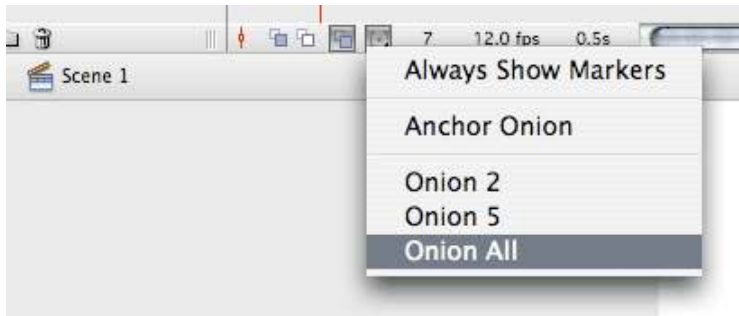 7 12.0 fps 0.5s
Scene 1
Always Show Markers
Anchor Onion
Onion 2
Onion 5
Onion All